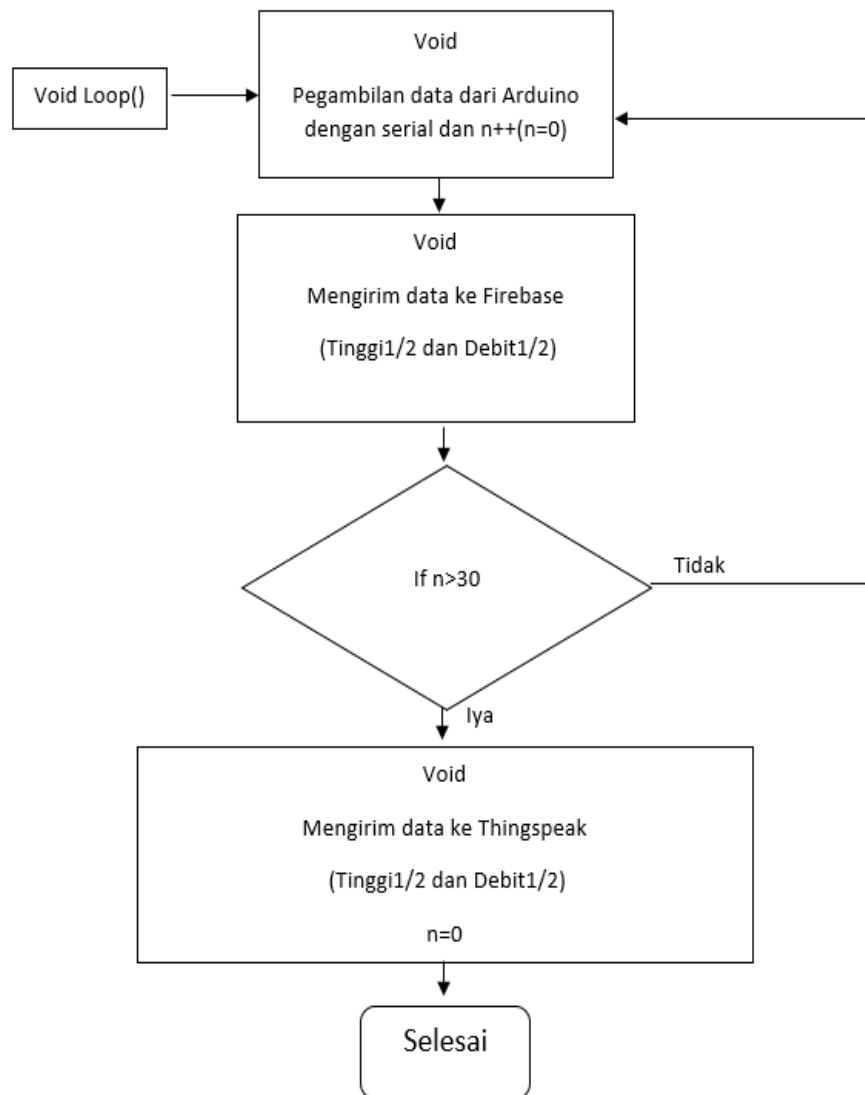 Void Loop()
Void
Pegambilan data dari Arduino
dengan serial dan n++(n=0)
Void
Mengirim data ke Firebase
(Tinggi1/2 dan Debit1/2)
If n>30
Tidak
Iya
Void
Mengirim data ke Thingspeak
(Tinggi1/2 dan Debit1/2)
n=0
Selesai